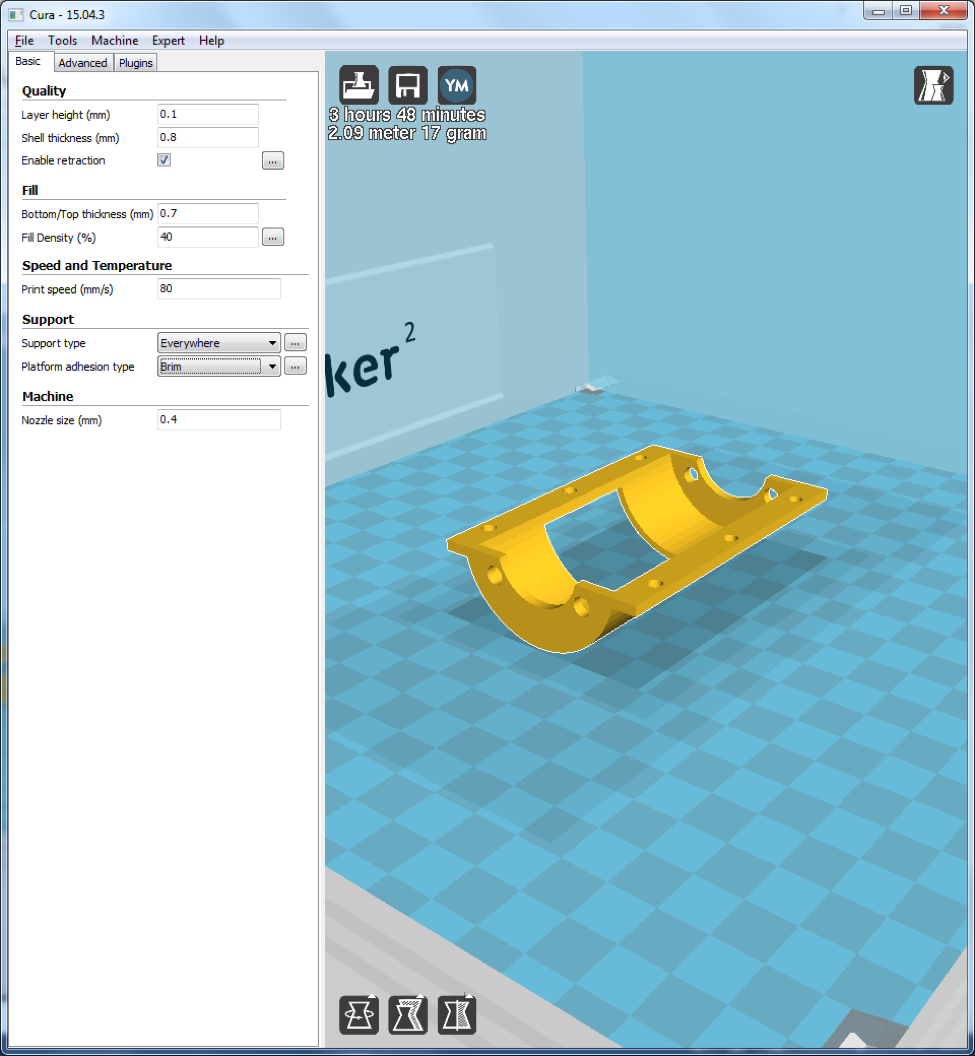 Cura - 15.04.3
File Tools Machine Expert Help
Basic Advanced Plugins
Quality
Layer height (mm) 0.1
Shell thickness (mm) 0.8
Enable retraction ...
Fill
Bottom/Top thickness (mm) 0.7
Fill Density (%) 40 ...
Speed and Temperature
Print speed (mm/s) 80
Support
Support type Everywhere ...
Platform adhesion type Brim ...
Machine
Nozzle size (mm) 0.4
YM
3 hours 48 minutes
2.09 meter 17 gram
ker²